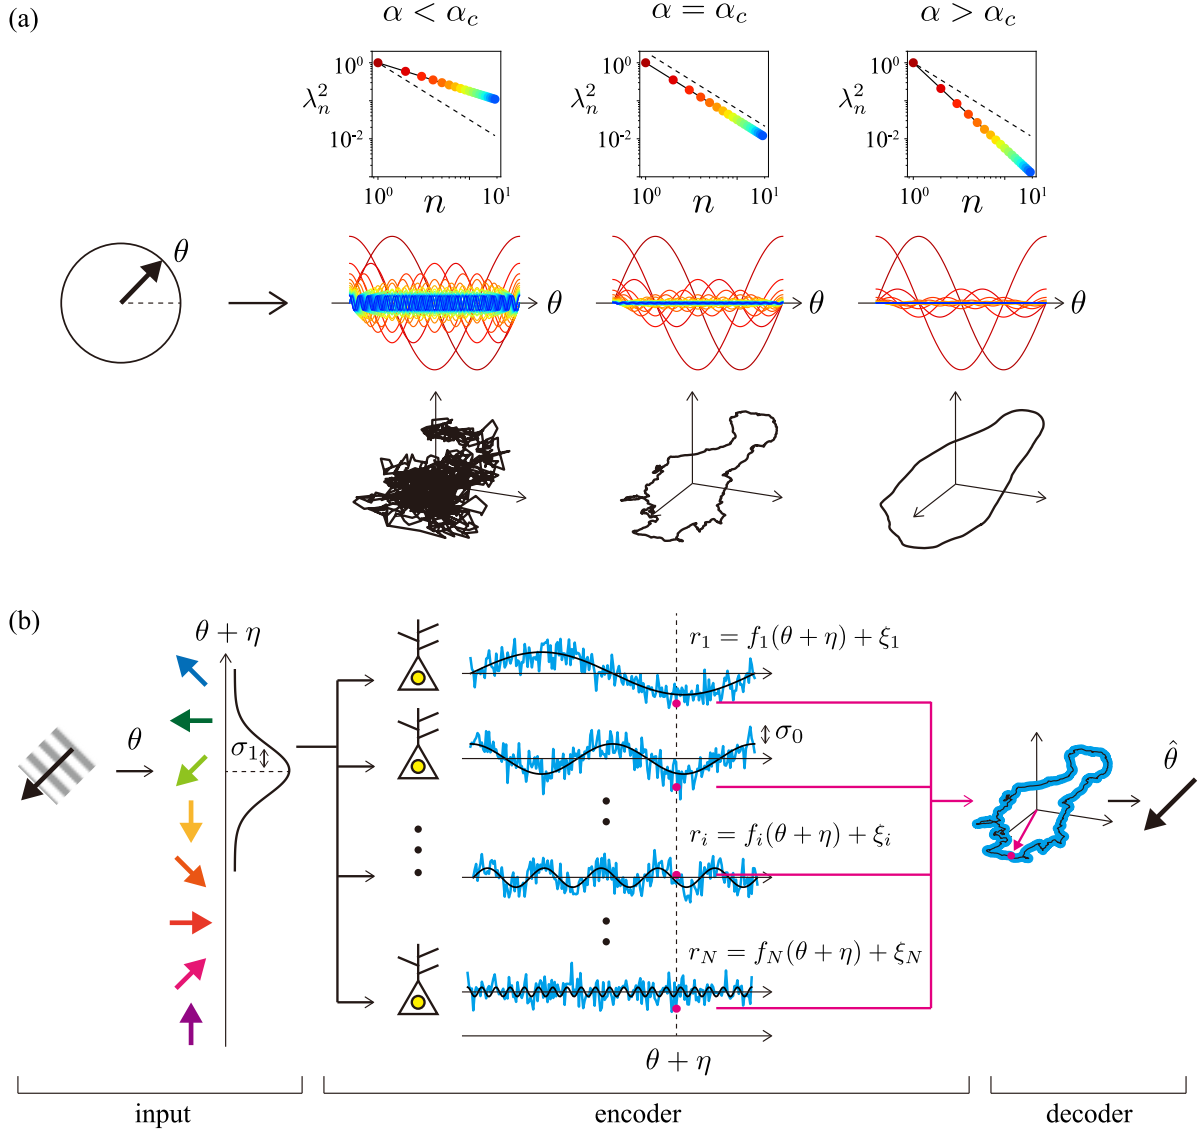 (a)
α < α_c
α = α_c
α > α_c
λ_n^2
10^0
10^-2
10^0
n
10^1
λ_n^2
10^0
10^-2
10^0
n
10^1
λ_n^2
10^0
10^-2
10^0
n
10^1
θ
θ
θ
θ
(b)
θ + η
θ
σ_1
r_1 = f_1(θ + η) + ξ_1
σ_0
r_i = f_i(θ + η) + ξ_i
r_N = f_N(θ + η) + ξ_N
θ + η
θ̂
input
encoder
decoder